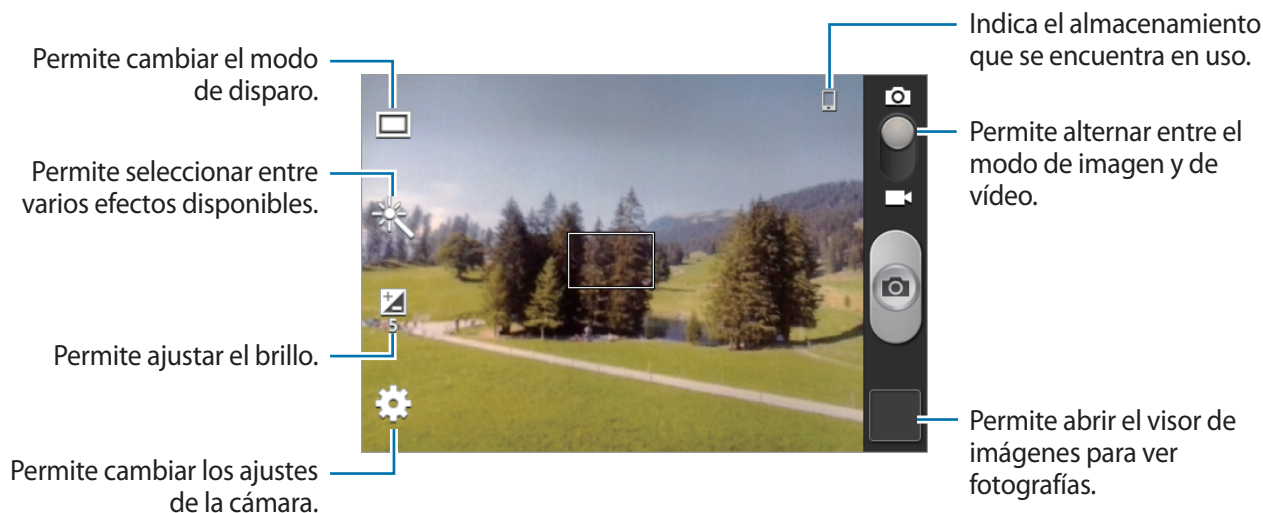 Permite cambiar el modo
de disparo.
Permite seleccionar entre
varios efectos disponibles.
5
Permite ajustar el brillo.
Permite cambiar los ajustes
de la cámara.
Indica el almacenamiento
que se encuentra en uso.
Permite alternar entre el
modo de imagen y de
vídeo.
Permite abrir el visor de
imágenes para ver
fotografías.